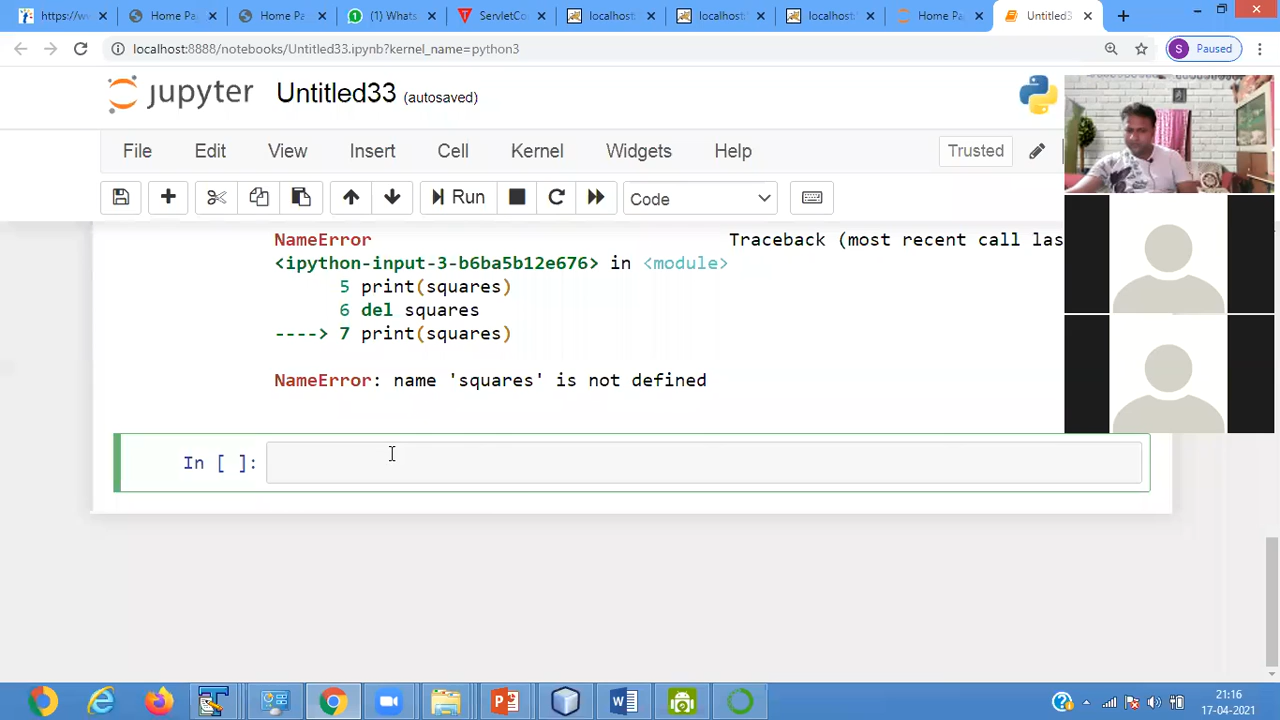 https://w
Home Pa
Home Pa
(1) Whats
ServletCo
localhost:
localhost:
localhost:
Home Pa
Untitled3
localhost:8888/notebooks/Untitled33.ipynb?kernel_name=python3
S Paused
jupyter Untitled33 (autosaved)
File Edit View Insert Cell Kernel Widgets Help Trusted
Run Code
NameError Traceback (most recent call las
<ipython-input-3-b6ba5b12e676> in <module>
5 print(squares)
6 del squares
----> 7 print(squares)
NameError: name 'squares' is not defined
In [ ]:
21:16
17-04-2021